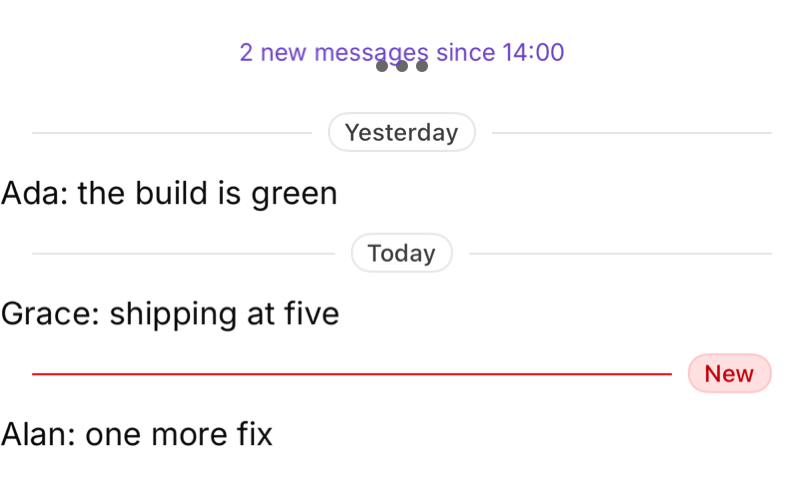 2 new messages since 14:00
Yesterday
Ada: the build is green
Today
Grace: shipping at five
New
Alan: one more fix